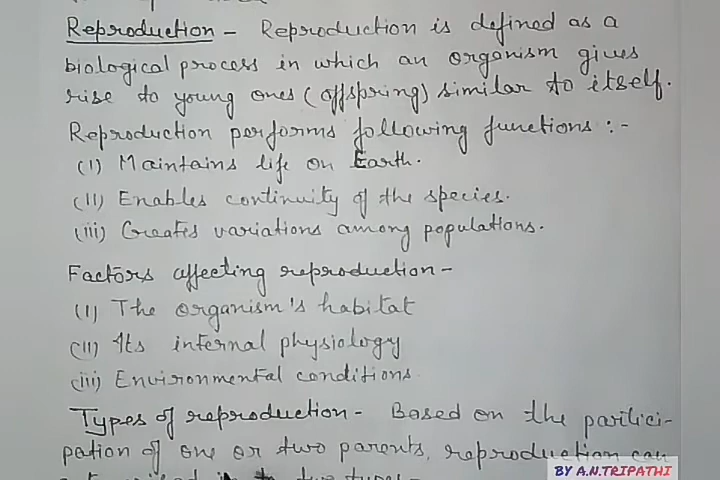 Reproduction - Reproduction is defined as a
biological process in which an organism gives
rise to young ones (offspring) similar to itself.
Reproduction performs following functions :-
(i) Maintains life on Earth.
(ii) Enables continuity of the species.
(iii) Creates variations among populations.
Factors affecting reproduction -
(i) The organism's habitat
(ii) Its internal physiology
(iii) Environmental conditions.
Types of reproduction - Based on the partici-
pation of one or two parents, reproduction can
two types -
BY A.N.TRIPATHI